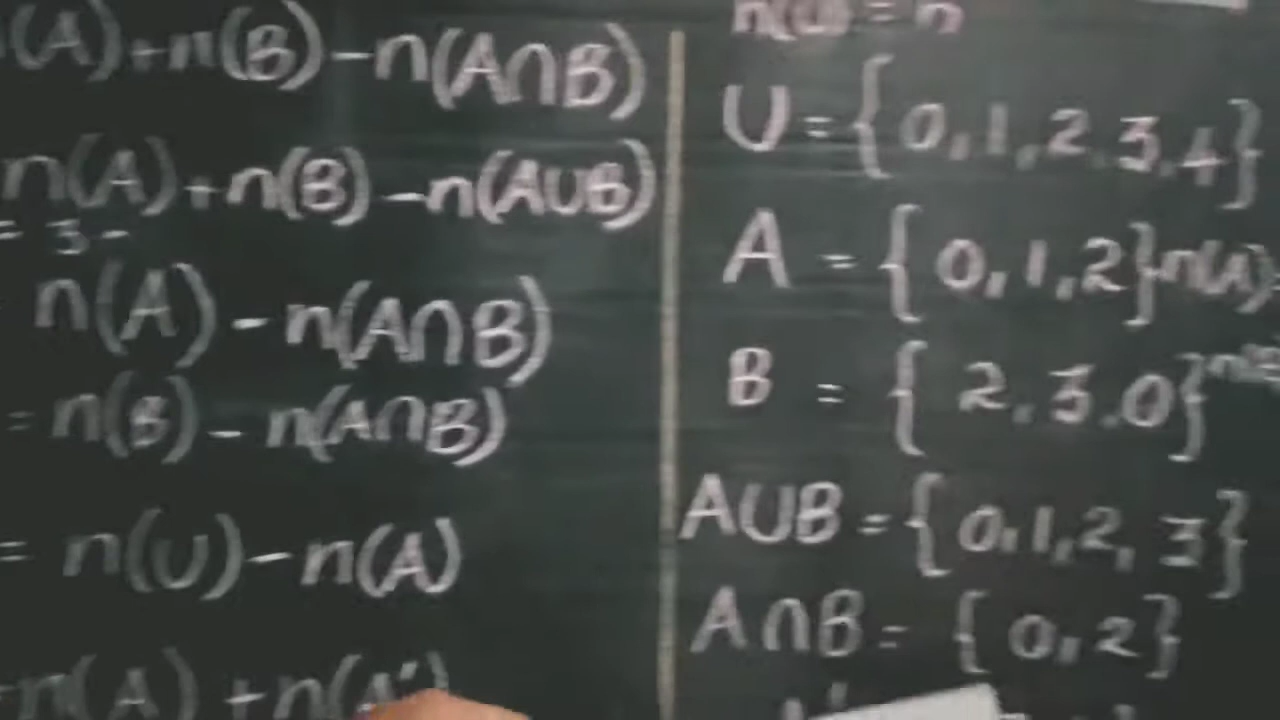 (A)+n(B)-n(A∩B)
n(A)+n(B)-n(A∪B)
= 3-
n(A)-n(A∩B)
= n(B)-n(A∩B)
= n(U)-n(A)
n(A)+n(A')
n(U)=n
U={0,1,2,3,4}
A={0,1,2}n(A)
B={2,3,0}
A∪B={0,1,2,3}
A∩B={0,2}